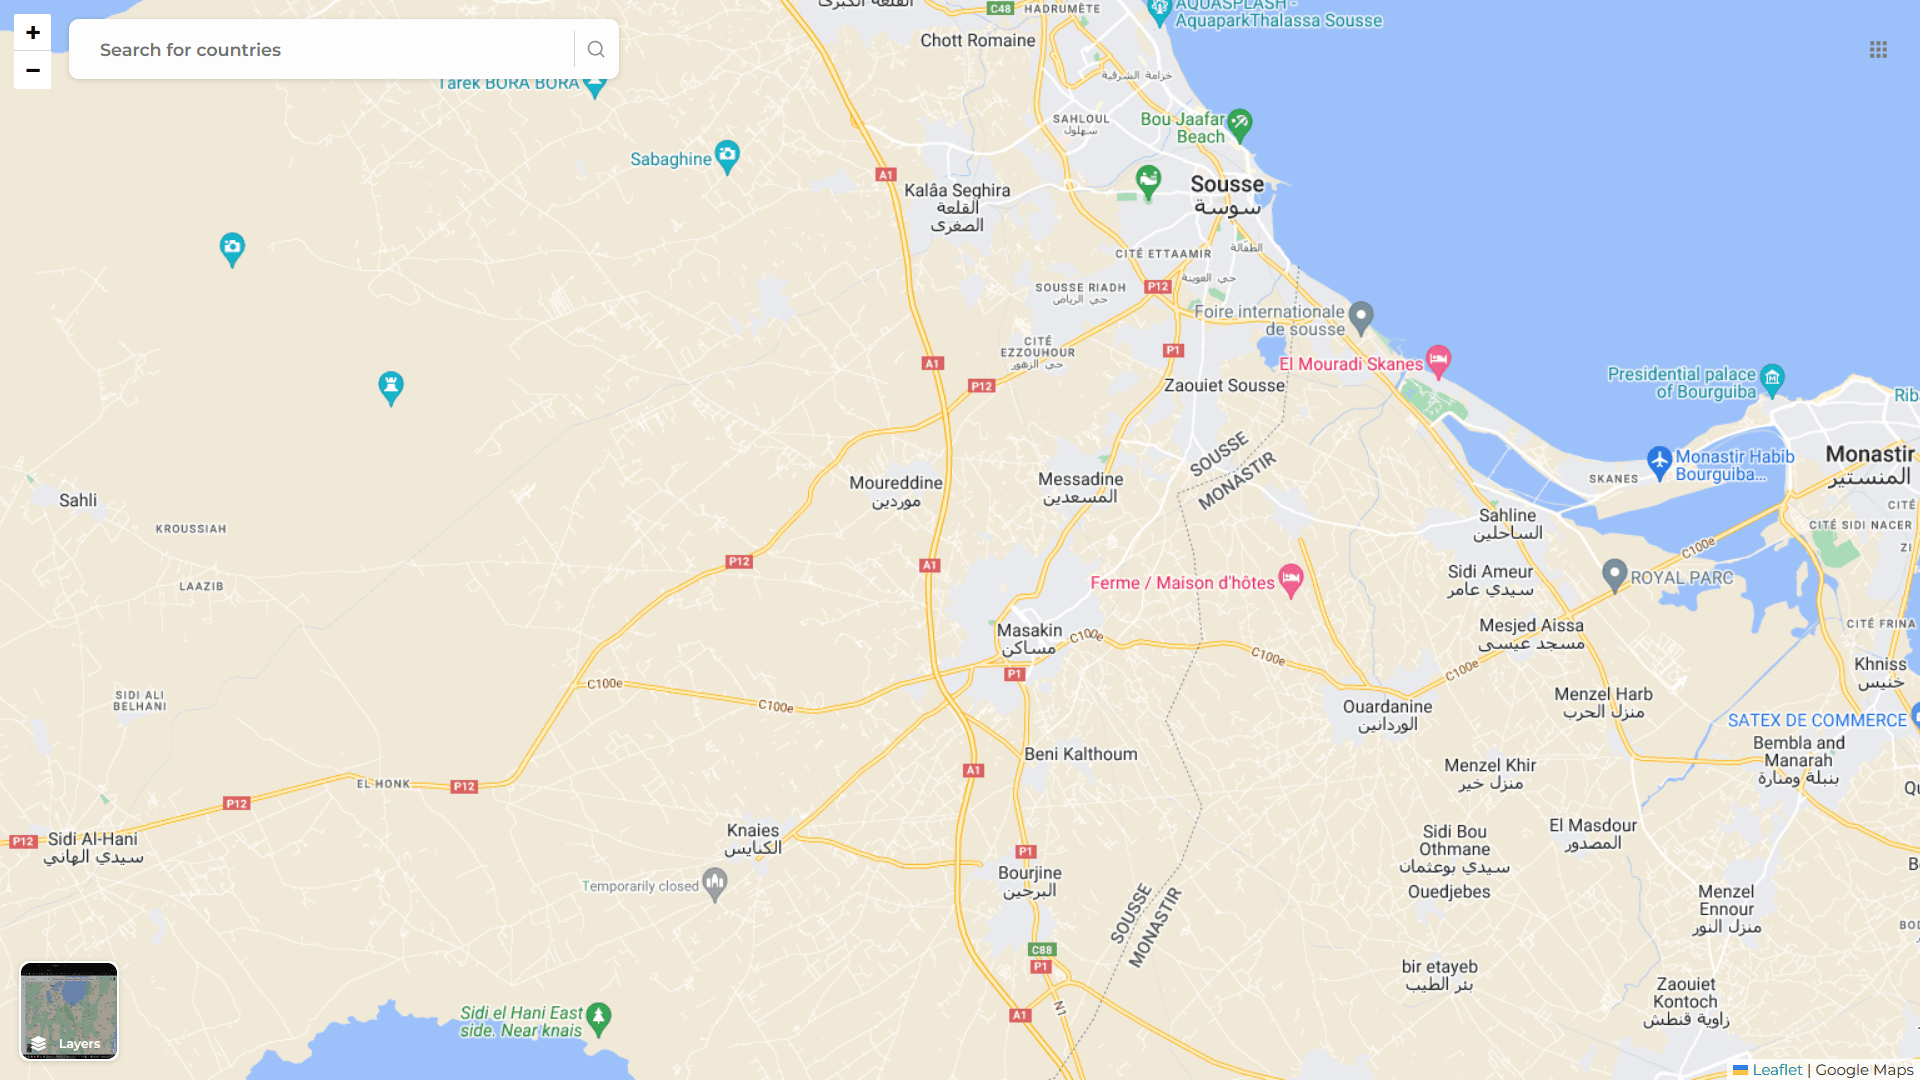 +
−
Search for countries
القلعة الكبرى
C48
HADRUMÈTE
AQUASPLASH -
AquaparkThalassa Sousse
Chott Romaine
خزامة الشرقية
Tarek BORA BORA
SAHLOUL
سهلول
Bou Jaafar
Beach
Sabaghine
A1
Kalâa Seghira
القلعة
الصغرى
Sousse
سوسة
CITÉ ETTAAMIR
الطفالة
SOUSSE RIADH
حي الرياض
P12
حي العوينة
Foire internationale
de sousse
CITÉ
EZZOUHOUR
حي الزهور
P1
A1
El Mouradi Skanes
P12
Zaouiet Sousse
Presidential palace
of Bourguiba
Rib
SOUSSE
MONASTIR
Monastir
المنستير
Monastir Habib
Bourguiba...
SKANES
Moureddine
موردين
Messadine
المسعدين
Sahli
KROUSSIAH
Sahline
الساحلين
CITÉ
CITÉ SIDI NACER
ZI
C100e
P12
A1
LAAZIB
Ferme / Maison d'hôtes
Sidi Ameur
سيدي عامر
ROYAL PARC
Masakin
مساكن
C100e
Mesjed Aissa
مسجد عيسى
CITÉ FRINA
P1
C100e
C100e
Khniss
خنيس
C100e
C100e
SIDI ALI
BELHANI
Ouardanine
الوردانين
Menzel Harb
منزل الحرب
SATEX DE COMMERCE
Bembla and
Manarah
بنبلة ومنارة
Beni Kalthoum
A1
Menzel Khir
منزل خير
EL HONK
P12
P12
Qu
P12
Sidi Al-Hani
سيدي الهاني
Knaies
الكنايس
P1
Sidi Bou
Othmane
سيدي بوعثمان
Ouedjebes
El Masdour
المصدور
Bourjine
البرجين
Temporarily closed
SOUSSE
MONASTIR
Menzel
Ennour
منزل النور
BOD
C88
P1
bir etayeb
بئر الطيب
Zaouiet
Kontoch
زاوية قنطش
Sidi el Hani East
side. Near knais
A1
N1
Layers
Leaflet | Google Maps